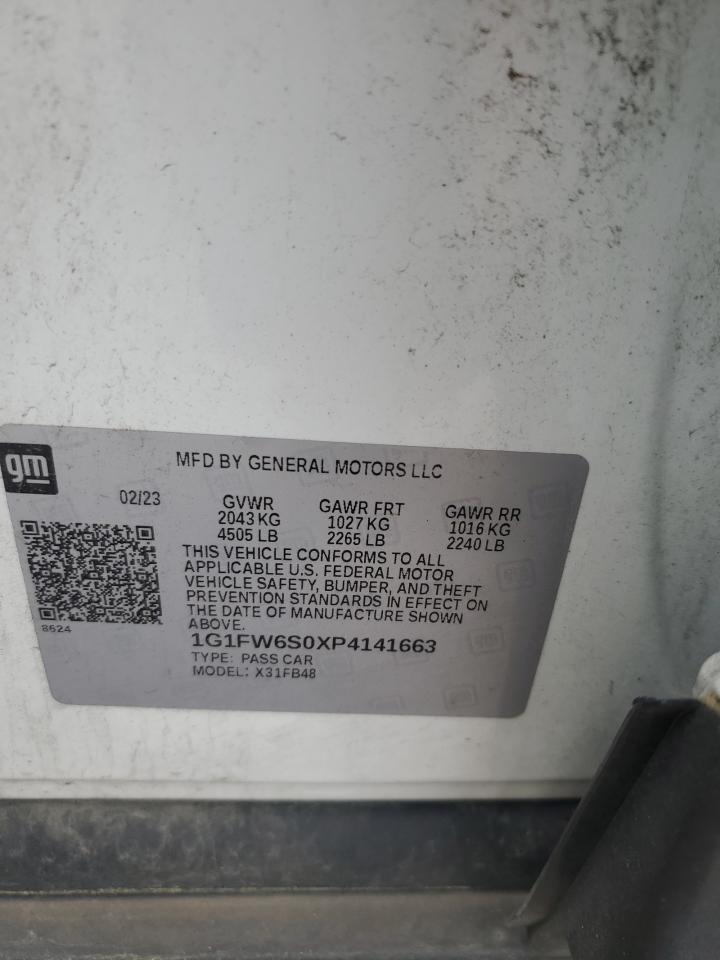 gm
MFD BY GENERAL MOTORS LLC
02/23
GVWR GAWR FRT GAWR RR
2043 KG 1027 KG 1016 KG
4505 LB 2265 LB 2240 LB
THIS VEHICLE CONFORMS TO ALL
APPLICABLE U.S. FEDERAL MOTOR
VEHICLE SAFETY, BUMPER, AND THEFT
PREVENTION STANDARDS IN EFFECT ON
THE DATE OF MANUFACTURE SHOWN
ABOVE.
8624
1G1FW6S0XP4141663
TYPE: PASS CAR
MODEL: X31FB48